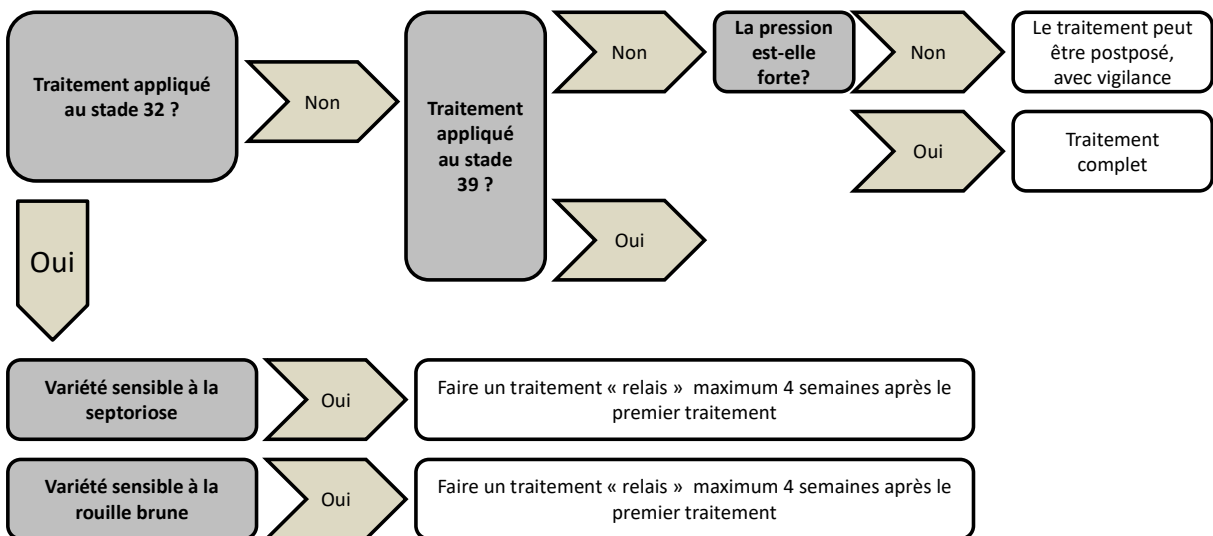 Traitement appliqué
au stade 32 ?
Non
Traitement
appliqué
au stade
39 ?
Non
La pression
est-elle
forte?
Non
Le traitement peut
être postposé,
avec vigilance
Oui
Traitement
complet
Oui
Oui
Variété sensible à la
septoriose
Oui
Faire un traitement « relais »  maximum 4 semaines après le
premier traitement
Variété sensible à la
rouille brune
Oui
Faire un traitement « relais »  maximum 4 semaines après le
premier traitement